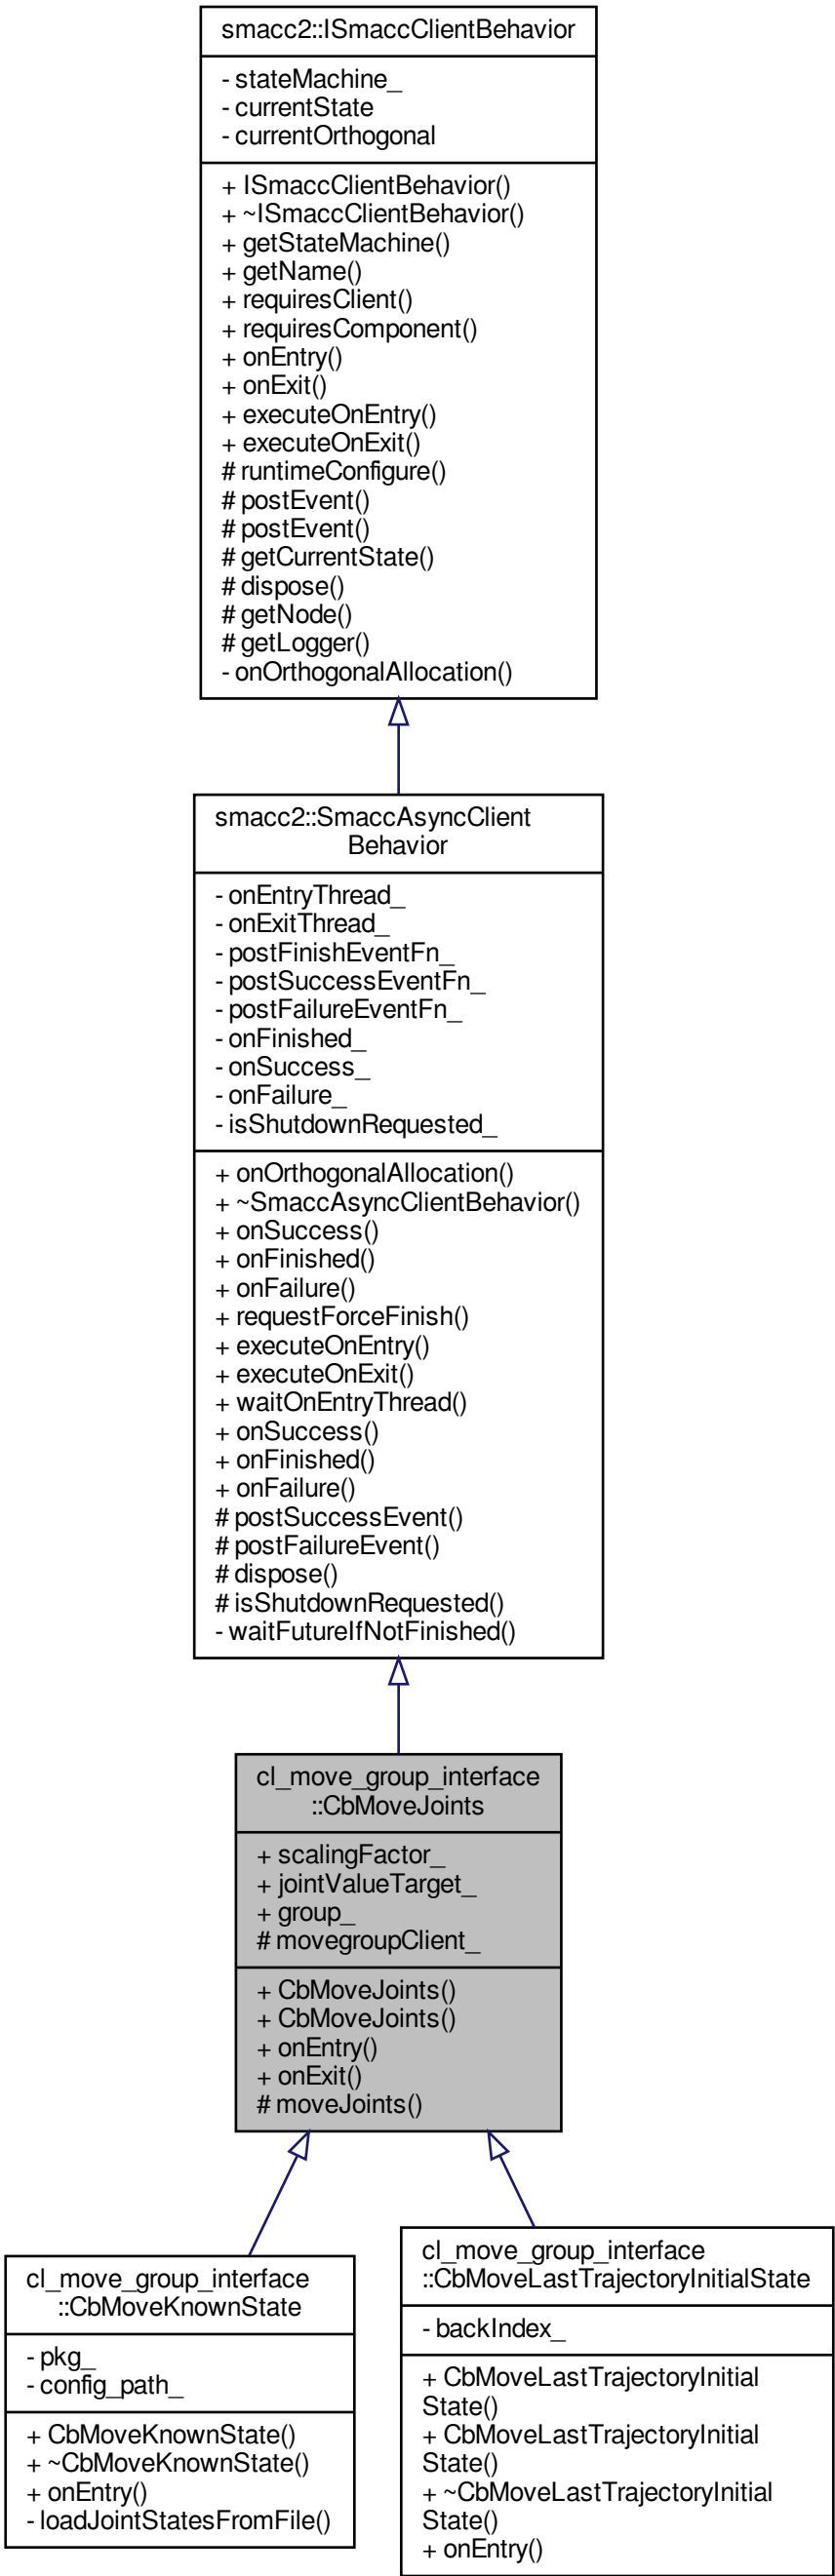 smacc2::ISmaccClientBehavior
- stateMachine_
- currentState
- currentOrthogonal
+ ISmaccClientBehavior()
+ ~ISmaccClientBehavior()
+ getStateMachine()
+ getName()
+ requiresClient()
+ requiresComponent()
+ onEntry()
+ onExit()
+ executeOnEntry()
+ executeOnExit()
# runtimeConfigure()
# postEvent()
# postEvent()
# getCurrentState()
# dispose()
# getNode()
# getLogger()
- onOrthogonalAllocation()
smacc2::SmaccAsyncClient
Behavior
- onEntryThread_
- onExitThread_
- postFinishEventFn_
- postSuccessEventFn_
- postFailureEventFn_
- onFinished_
- onSuccess_
- onFailure_
- isShutdownRequested_
+ onOrthogonalAllocation()
+ ~SmaccAsyncClientBehavior()
+ onSuccess()
+ onFinished()
+ onFailure()
+ requestForceFinish()
+ executeOnEntry()
+ executeOnExit()
+ waitOnEntryThread()
+ onSuccess()
+ onFinished()
+ onFailure()
# postSuccessEvent()
# postFailureEvent()
# dispose()
# isShutdownRequested()
- waitFutureIfNotFinished()
cl_move_group_interface
::CbMoveJoints
+ scalingFactor_
+ jointValueTarget_
+ group_
# movegroupClient_
+ CbMoveJoints()
+ CbMoveJoints()
+ onEntry()
+ onExit()
# moveJoints()
cl_move_group_interface
::CbMoveKnownState
- pkg_
- config_path_
+ CbMoveKnownState()
+ ~CbMoveKnownState()
+ onEntry()
- loadJointStatesFromFile()
cl_move_group_interface
::CbMoveLastTrajectoryInitialState
- backIndex_
+ CbMoveLastTrajectoryInitial
State()
+ CbMoveLastTrajectoryInitial
State()
+ ~CbMoveLastTrajectoryInitial
State()
+ onEntry()